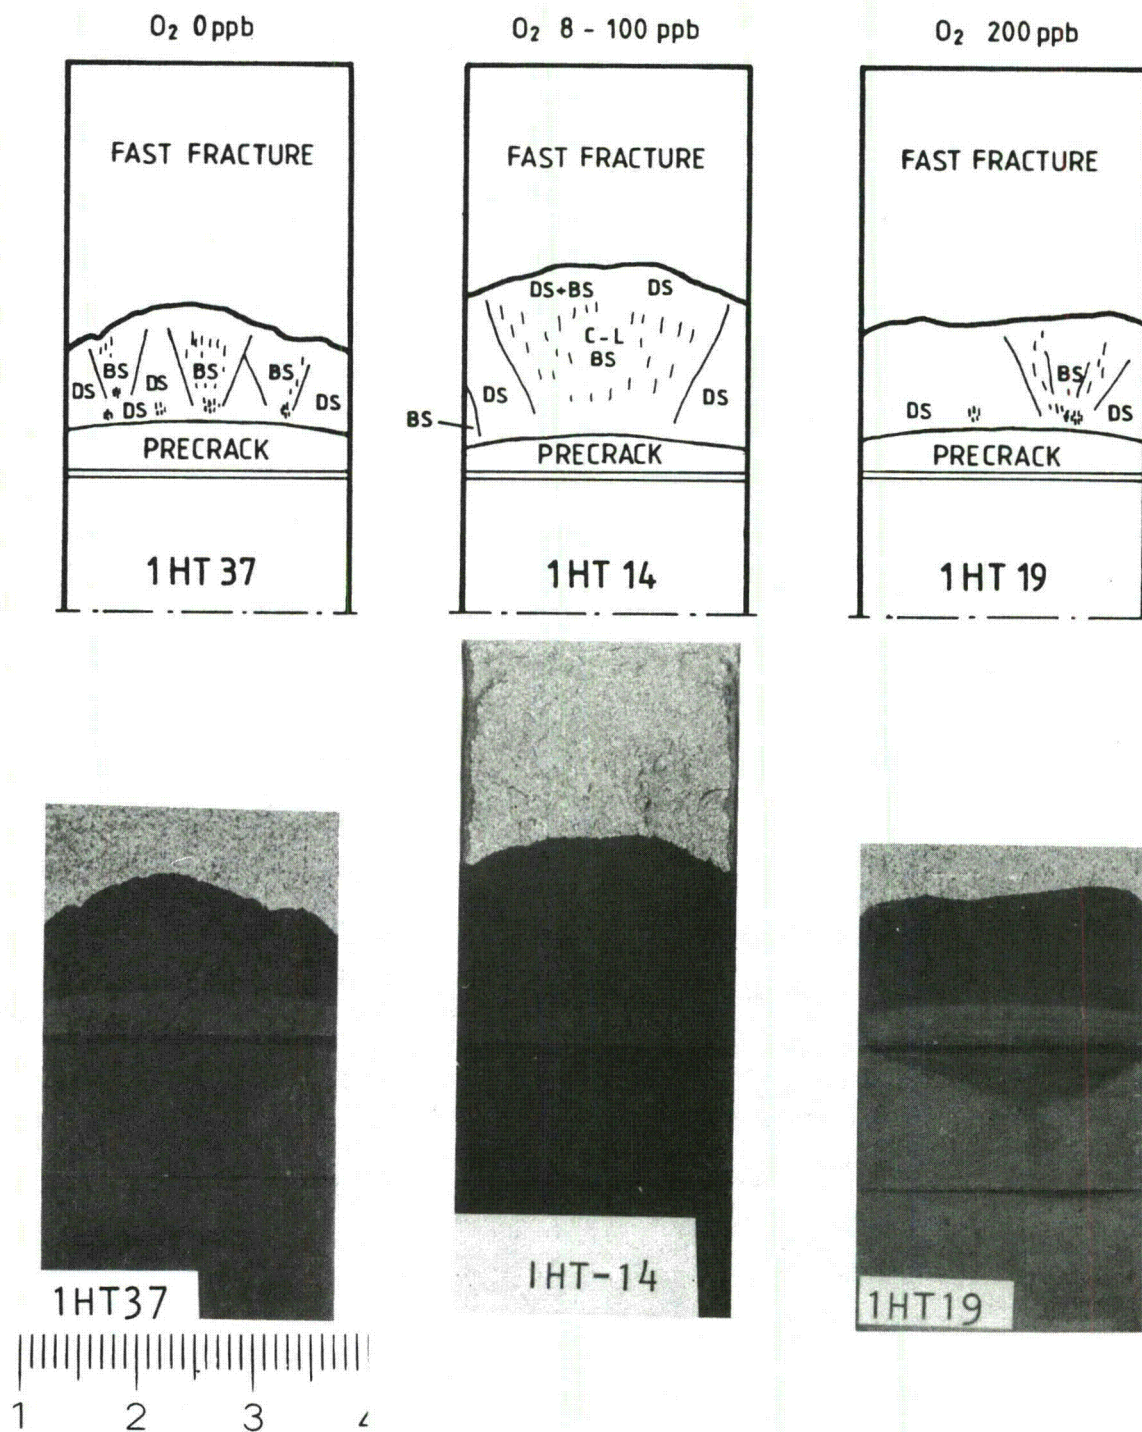 O₂ 0 ppb
FAST FRACTURE
BS
BS
BS
DS
DS
DS
DS
PRECRACK
1 HT 37
O₂ 8 - 100 ppb
FAST FRACTURE
DS+BS DS
C-L
BS
DS
DS
BS
PRECRACK
1 HT 14
O₂ 200 ppb
FAST FRACTURE
BS
DS
DS
PRECRACK
1 HT 19
1HT37
1HT-14
1HT19
1 2 3